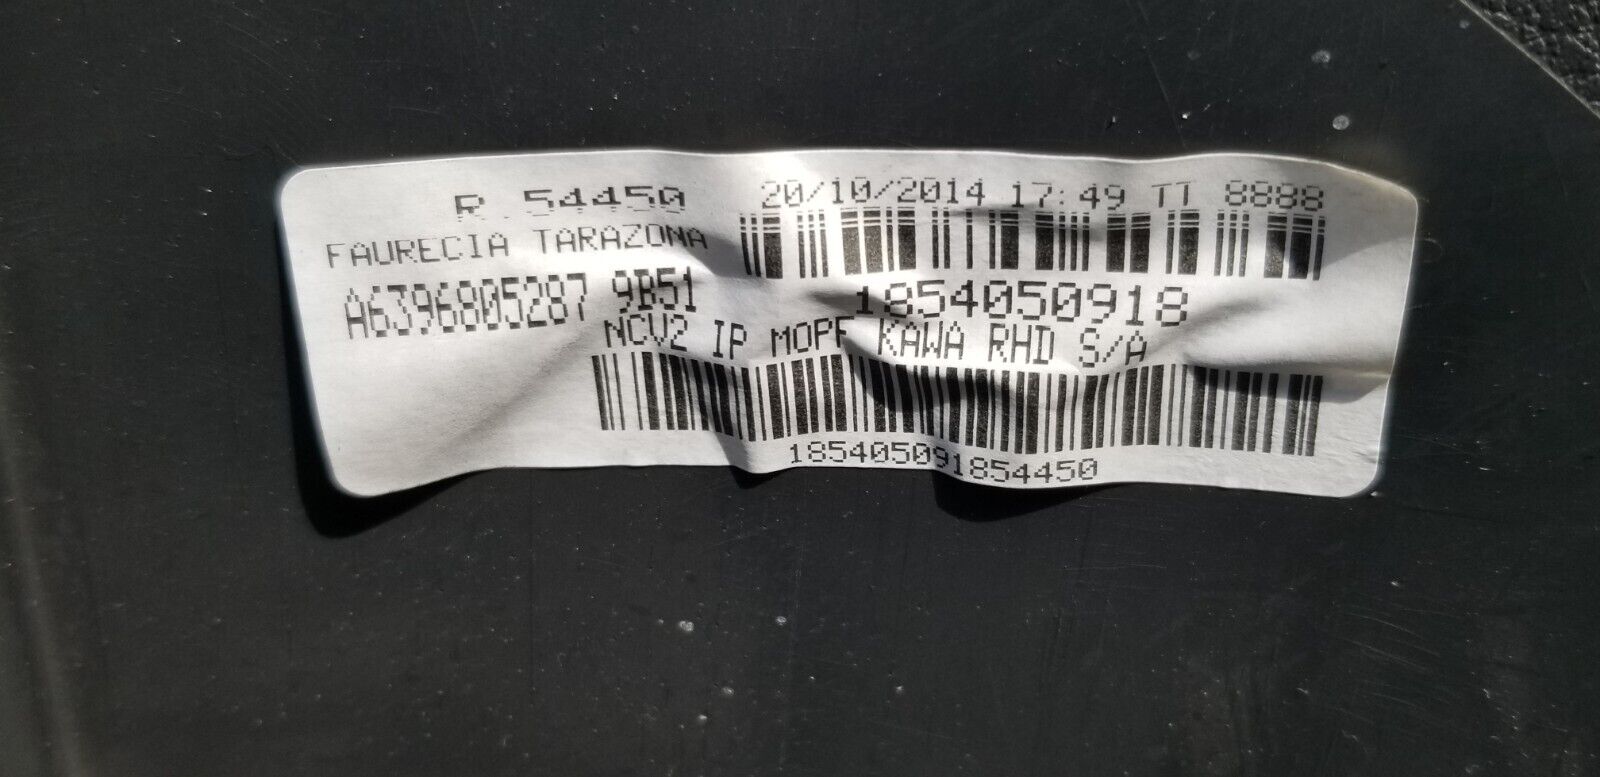 R.54450 20/10/2014 17:49 TT 8888
FAURECIA TARAZONA
A6396805287 9B51 1854050918
NCV2 IP MOPF KAWA RHD S/A
185405091854450